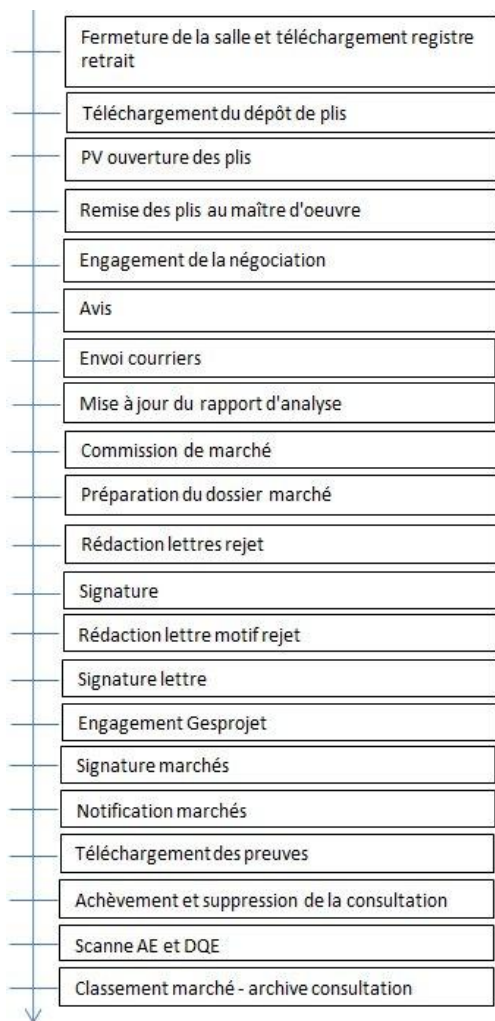 Fermeture de la salle et téléchargement registre
retrait
Téléchargement du dépôt de plis
PV ouverture des plis
Remise des plis au maître d'oeuvre
Engagement de la négociation
Avis
Envoi courriers
Mise à jour du rapport d'analyse
Commission de marché
Préparation du dossier marché
Rédaction lettres rejet
Signature
Rédaction lettre motif rejet
Signature lettre
Engagement Gesprojet
Signature marchés
Notification marchés
Téléchargement des preuves
Achèvement et suppression de la consultation
Scanne AE et DQE
Classement marché - archive consultation